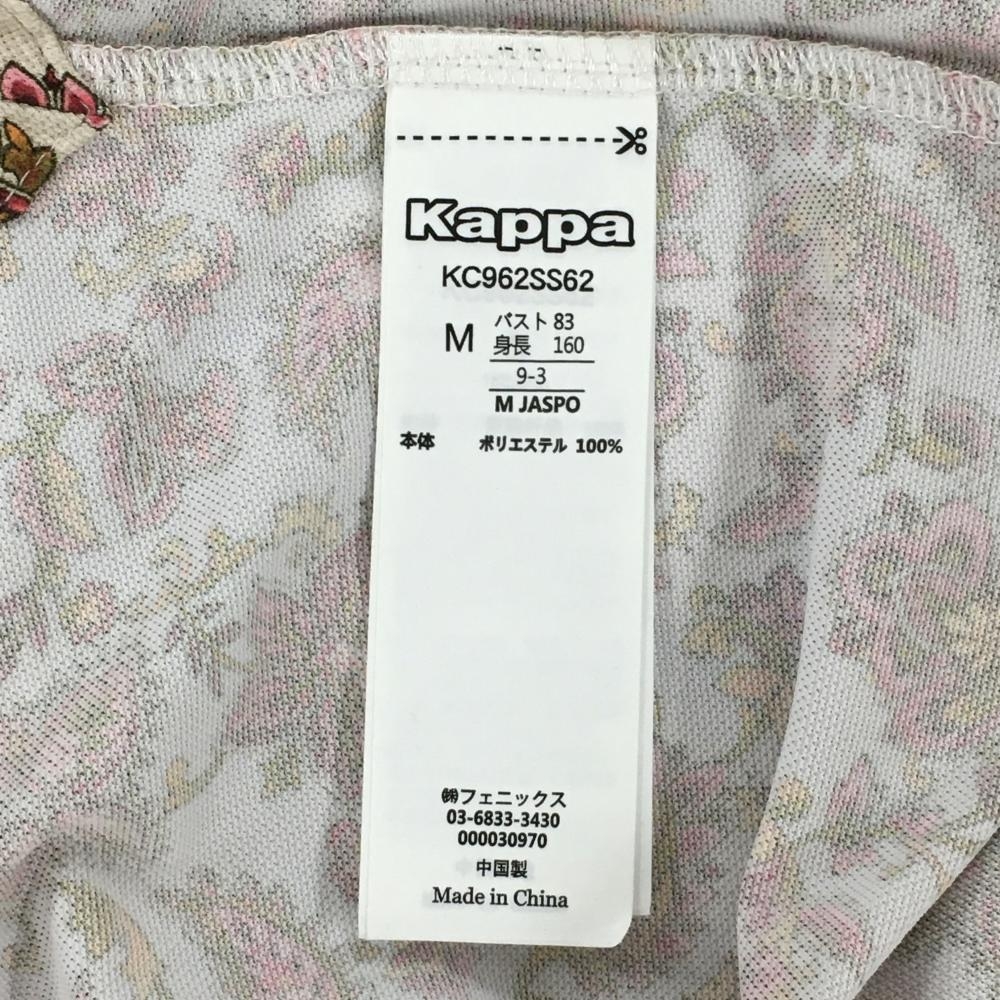 Kappa
KC962SS62
M
バスト 83
身長 160
9-3
M JASPO
本体 ポリエステル 100%
㈱フェニックス
03-6833-3430
000030970
中国製
Made in China